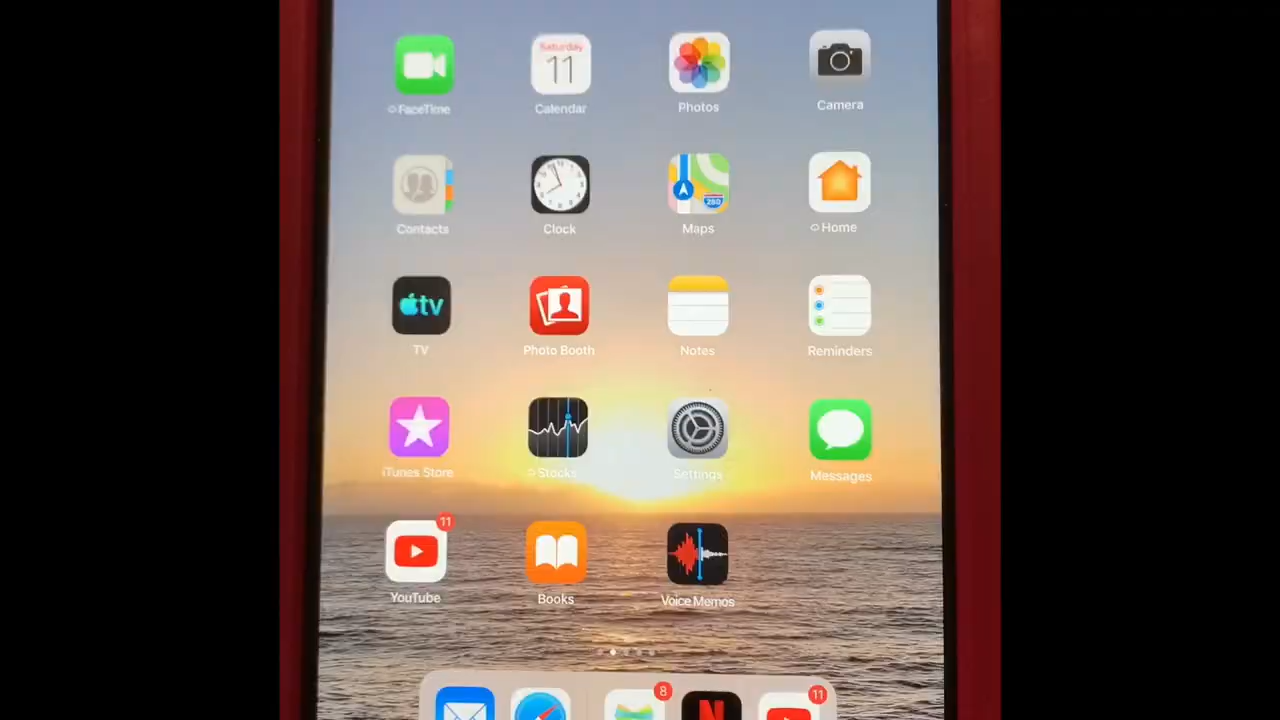 Saturday
11
FaceTime
Calendar
Photos
Camera
280
Contacts
Clock
Maps
Home
tv
TV
Photo Booth
Notes
Reminders
iTunes Store
Stocks
Settings
Messages
11
YouTube
Books
Voice Memos
8
11
N